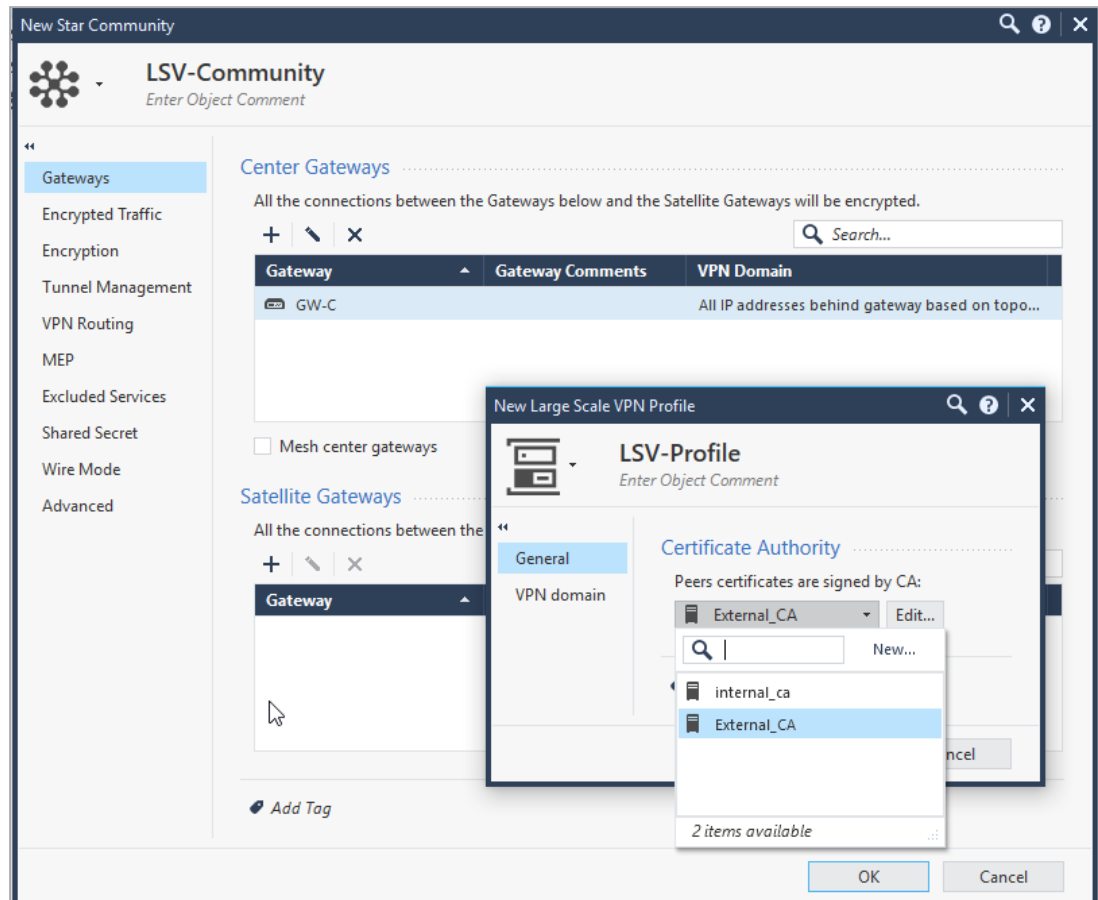 New Star Community
LSV-Community
Enter Object Comment
Gateways
Encrypted Traffic
Encryption
Tunnel Management
VPN Routing
MEP
Excluded Services
Shared Secret
Wire Mode
Advanced
Center Gateways
All the connections between the Gateways below and the Satellite Gateways will be encrypted.
Search...
Gateway Gateway Comments VPN Domain
GW-C All IP addresses behind gateway based on topo...
Mesh center gateways
Satellite Gateways
All the connections between the
Gateway
Add Tag
OK Cancel
New Large Scale VPN Profile
LSV-Profile
Enter Object Comment
General
VPN domain
Certificate Authority
Peers certificates are signed by CA:
External_CA Edit...
New...
internal_ca
External_CA
2 items available
ncel